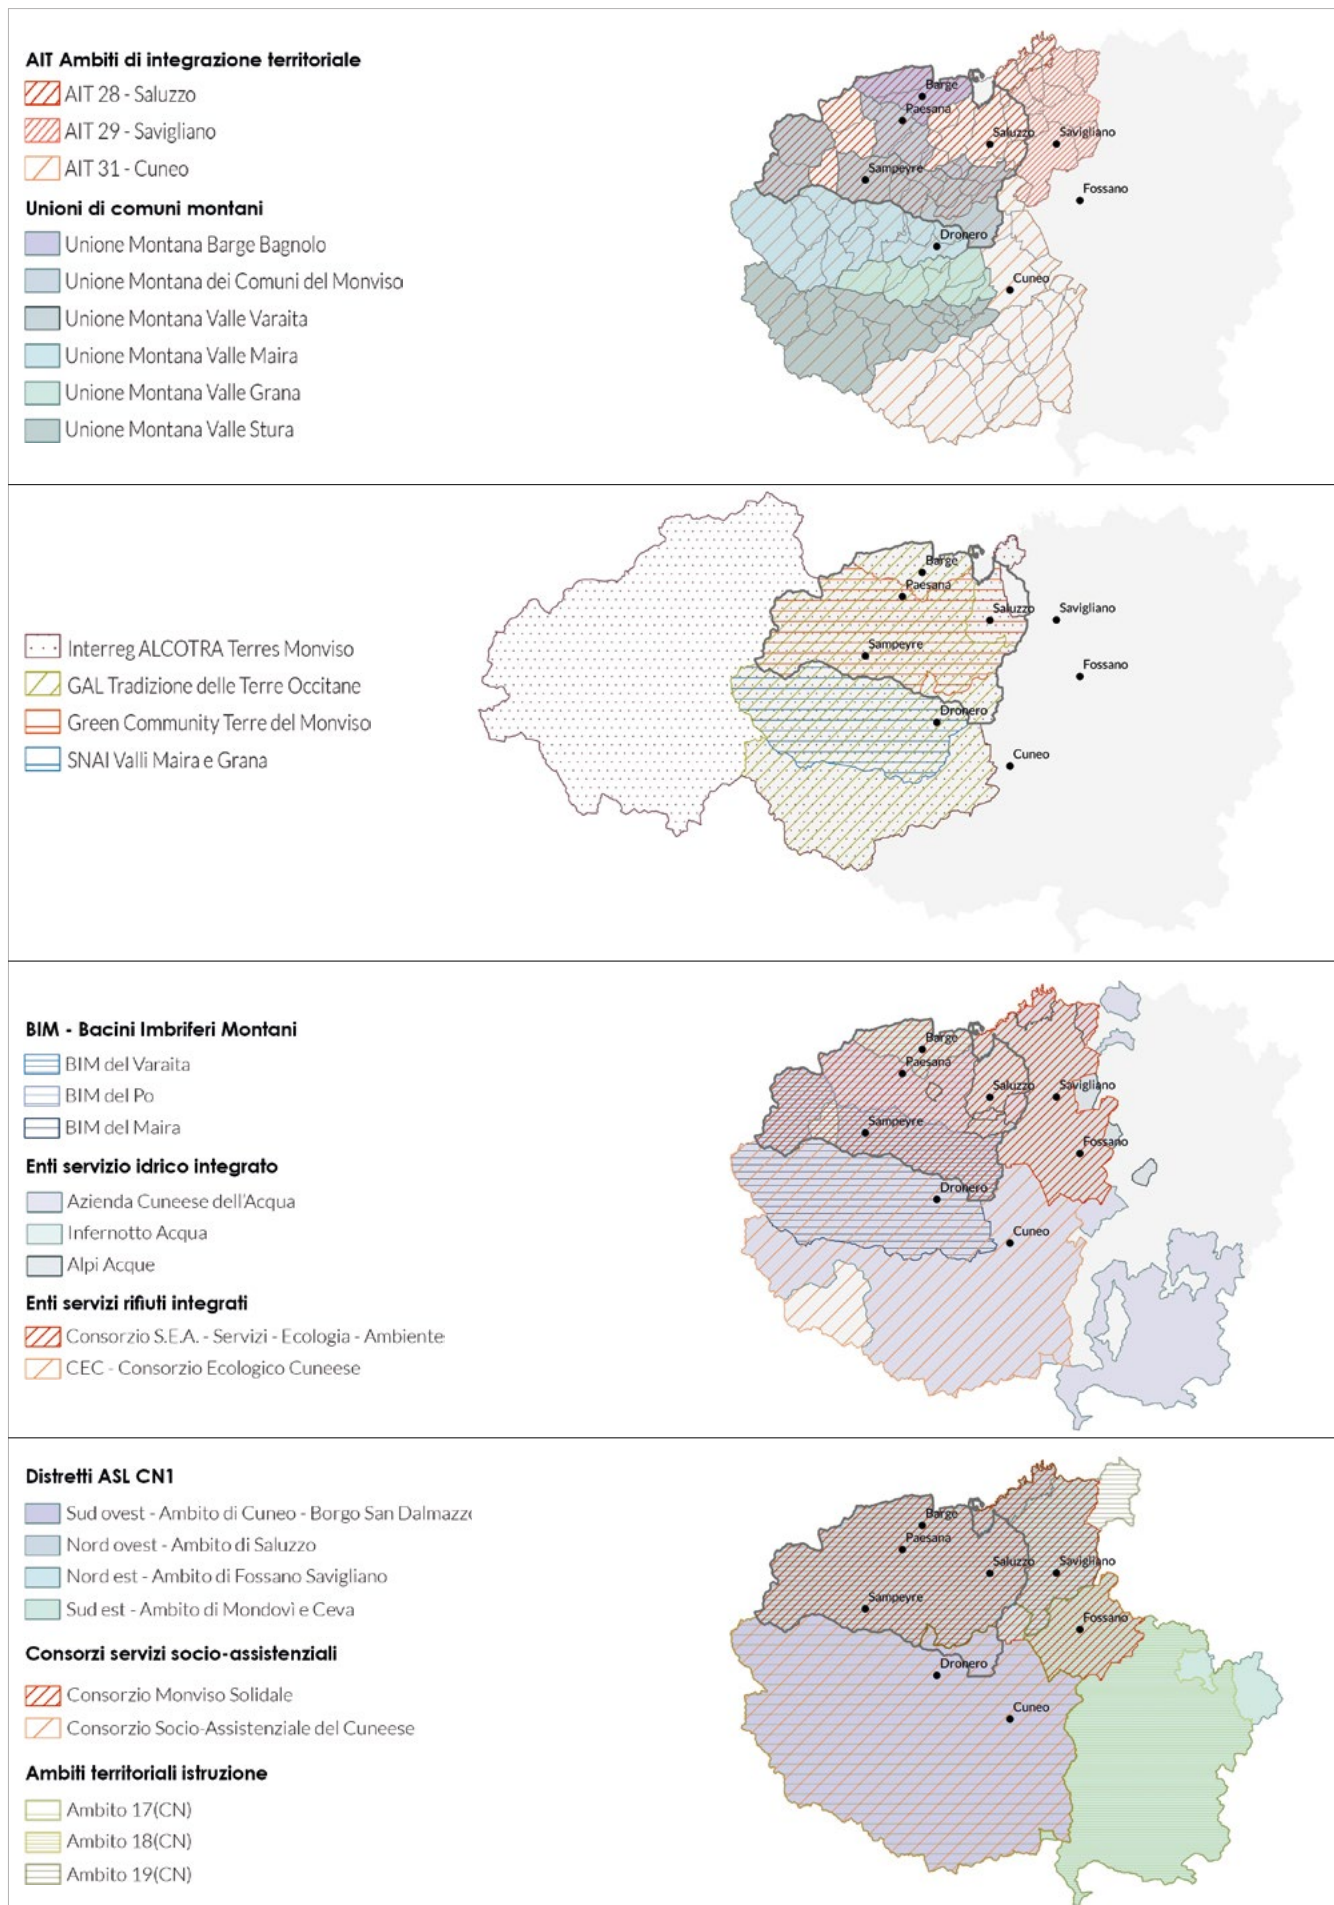 AIT Ambiti di integrazione territoriale
AIT 28 - Saluzzo
AIT 29 - Savigliano
AIT 31 - Cuneo
Unioni di comuni montani
Unione Montana Barge Bagnolo
Unione Montana dei Comuni del Monviso
Unione Montana Valle Varaita
Unione Montana Valle Maira
Unione Montana Valle Grana
Unione Montana Valle Stura
Barge
Paesana
Saluzzo
Savigliano
Sampeyre
Fossano
Dronero
Cuneo
Interreg ALCOTRA Terres Monviso
GAL Tradizione delle Terre Occitane
Green Community Terre del Monviso
SNAI Valli Maira e Grana
Barge
Paesana
Saluzzo
Savigliano
Sampeyre
Fossano
Dronero
Cuneo
BIM - Bacini Imbriferi Montani
BIM del Varaita
BIM del Po
BIM del Maira
Enti servizio idrico integrato
Azienda Cuneese dell'Acqua
Infernotto Acqua
Alpi Acque
Enti servizi rifiuti integrati
Consorzio S.E.A. - Servizi - Ecologia - Ambiente
CEC - Consorzio Ecologico Cuneese
Barge
Paesana
Saluzzo
Savigliano
Sampeyre
Fossano
Dronero
Cuneo
Distretti ASL CN1
Sud ovest - Ambito di Cuneo - Borgo San Dalmazzo
Nord ovest - Ambito di Saluzzo
Nord est - Ambito di Fossano Savigliano
Sud est - Ambito di Mondovì e Ceva
Consorzi servizi socio-assistenziali
Consorzio Monviso Solidale
Consorzio Socio-Assistenziale del Cuneese
Ambiti territoriali istruzione
Ambito 17(CN)
Ambito 18(CN)
Ambito 19(CN)
Barge
Paesana
Saluzzo
Savigliano
Sampeyre
Fossano
Dronero
Cuneo